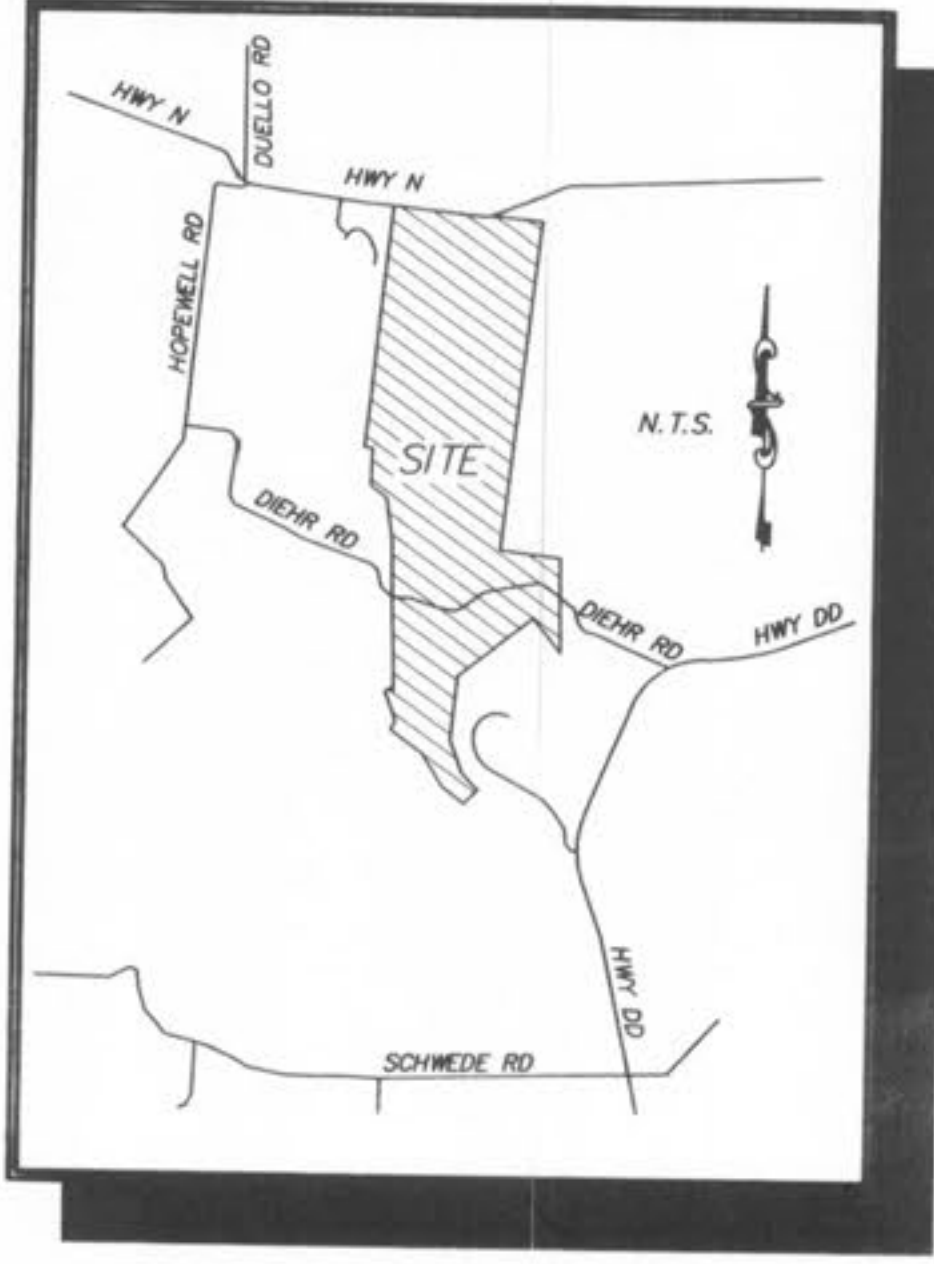 DUELLO RD
HWY N
HWY N
HOPEWELL RD
SITE
N.T.S.
DIEHR RD
DIEHR RD
HWY DD
HWY DD
SCHWEDE RD